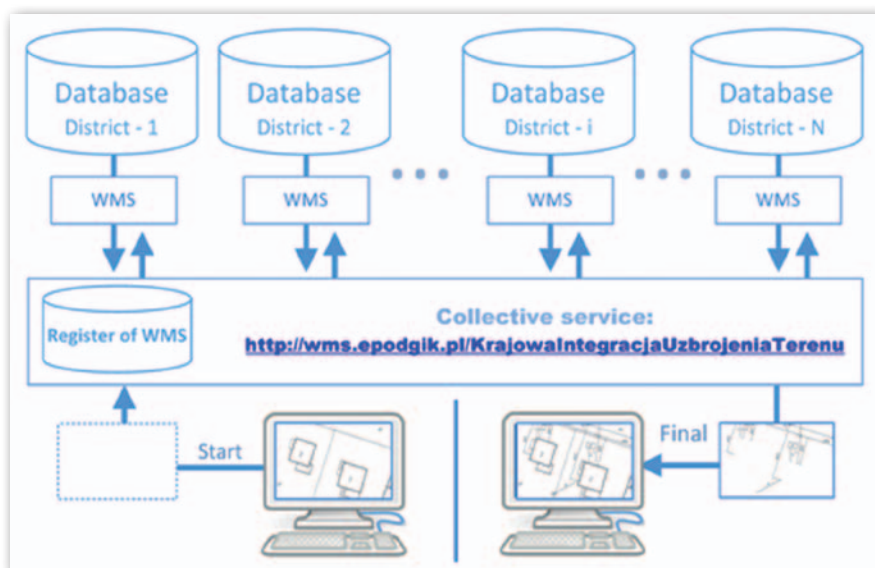 Database
District - 1
Database
District - 2
Database
District - i
Database
District - N
WMS
WMS
WMS
WMS
Register of WMS
Collective service:
http://wms.epodgik.pl/KrajowaIntegracjaUzbrojeniaTerenu
Start
Final